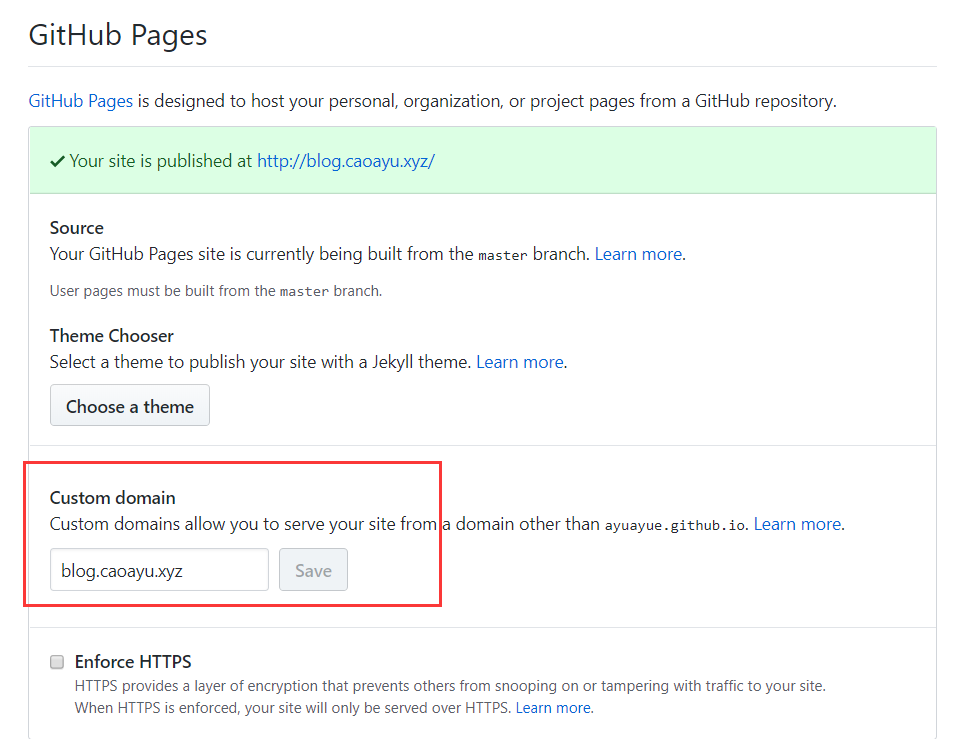 GitHub Pages
GitHub Pages is designed to host your personal, organization, or project pages from a GitHub repository.
✓ Your site is published at http://blog.caoayu.xyz/
Source
Your GitHub Pages site is currently being built from the master branch. Learn more.
User pages must be built from the master branch.
Theme Chooser
Select a theme to publish your site with a Jekyll theme. Learn more.
Choose a theme
Custom domain
Custom domains allow you to serve your site from a domain other than ayuayue.github.io. Learn more.
blog.caoayu.xyz Save
Enforce HTTPS
HTTPS provides a layer of encryption that prevents others from snooping on or tampering with traffic to your site.
When HTTPS is enforced, your site will only be served over HTTPS. Learn more.